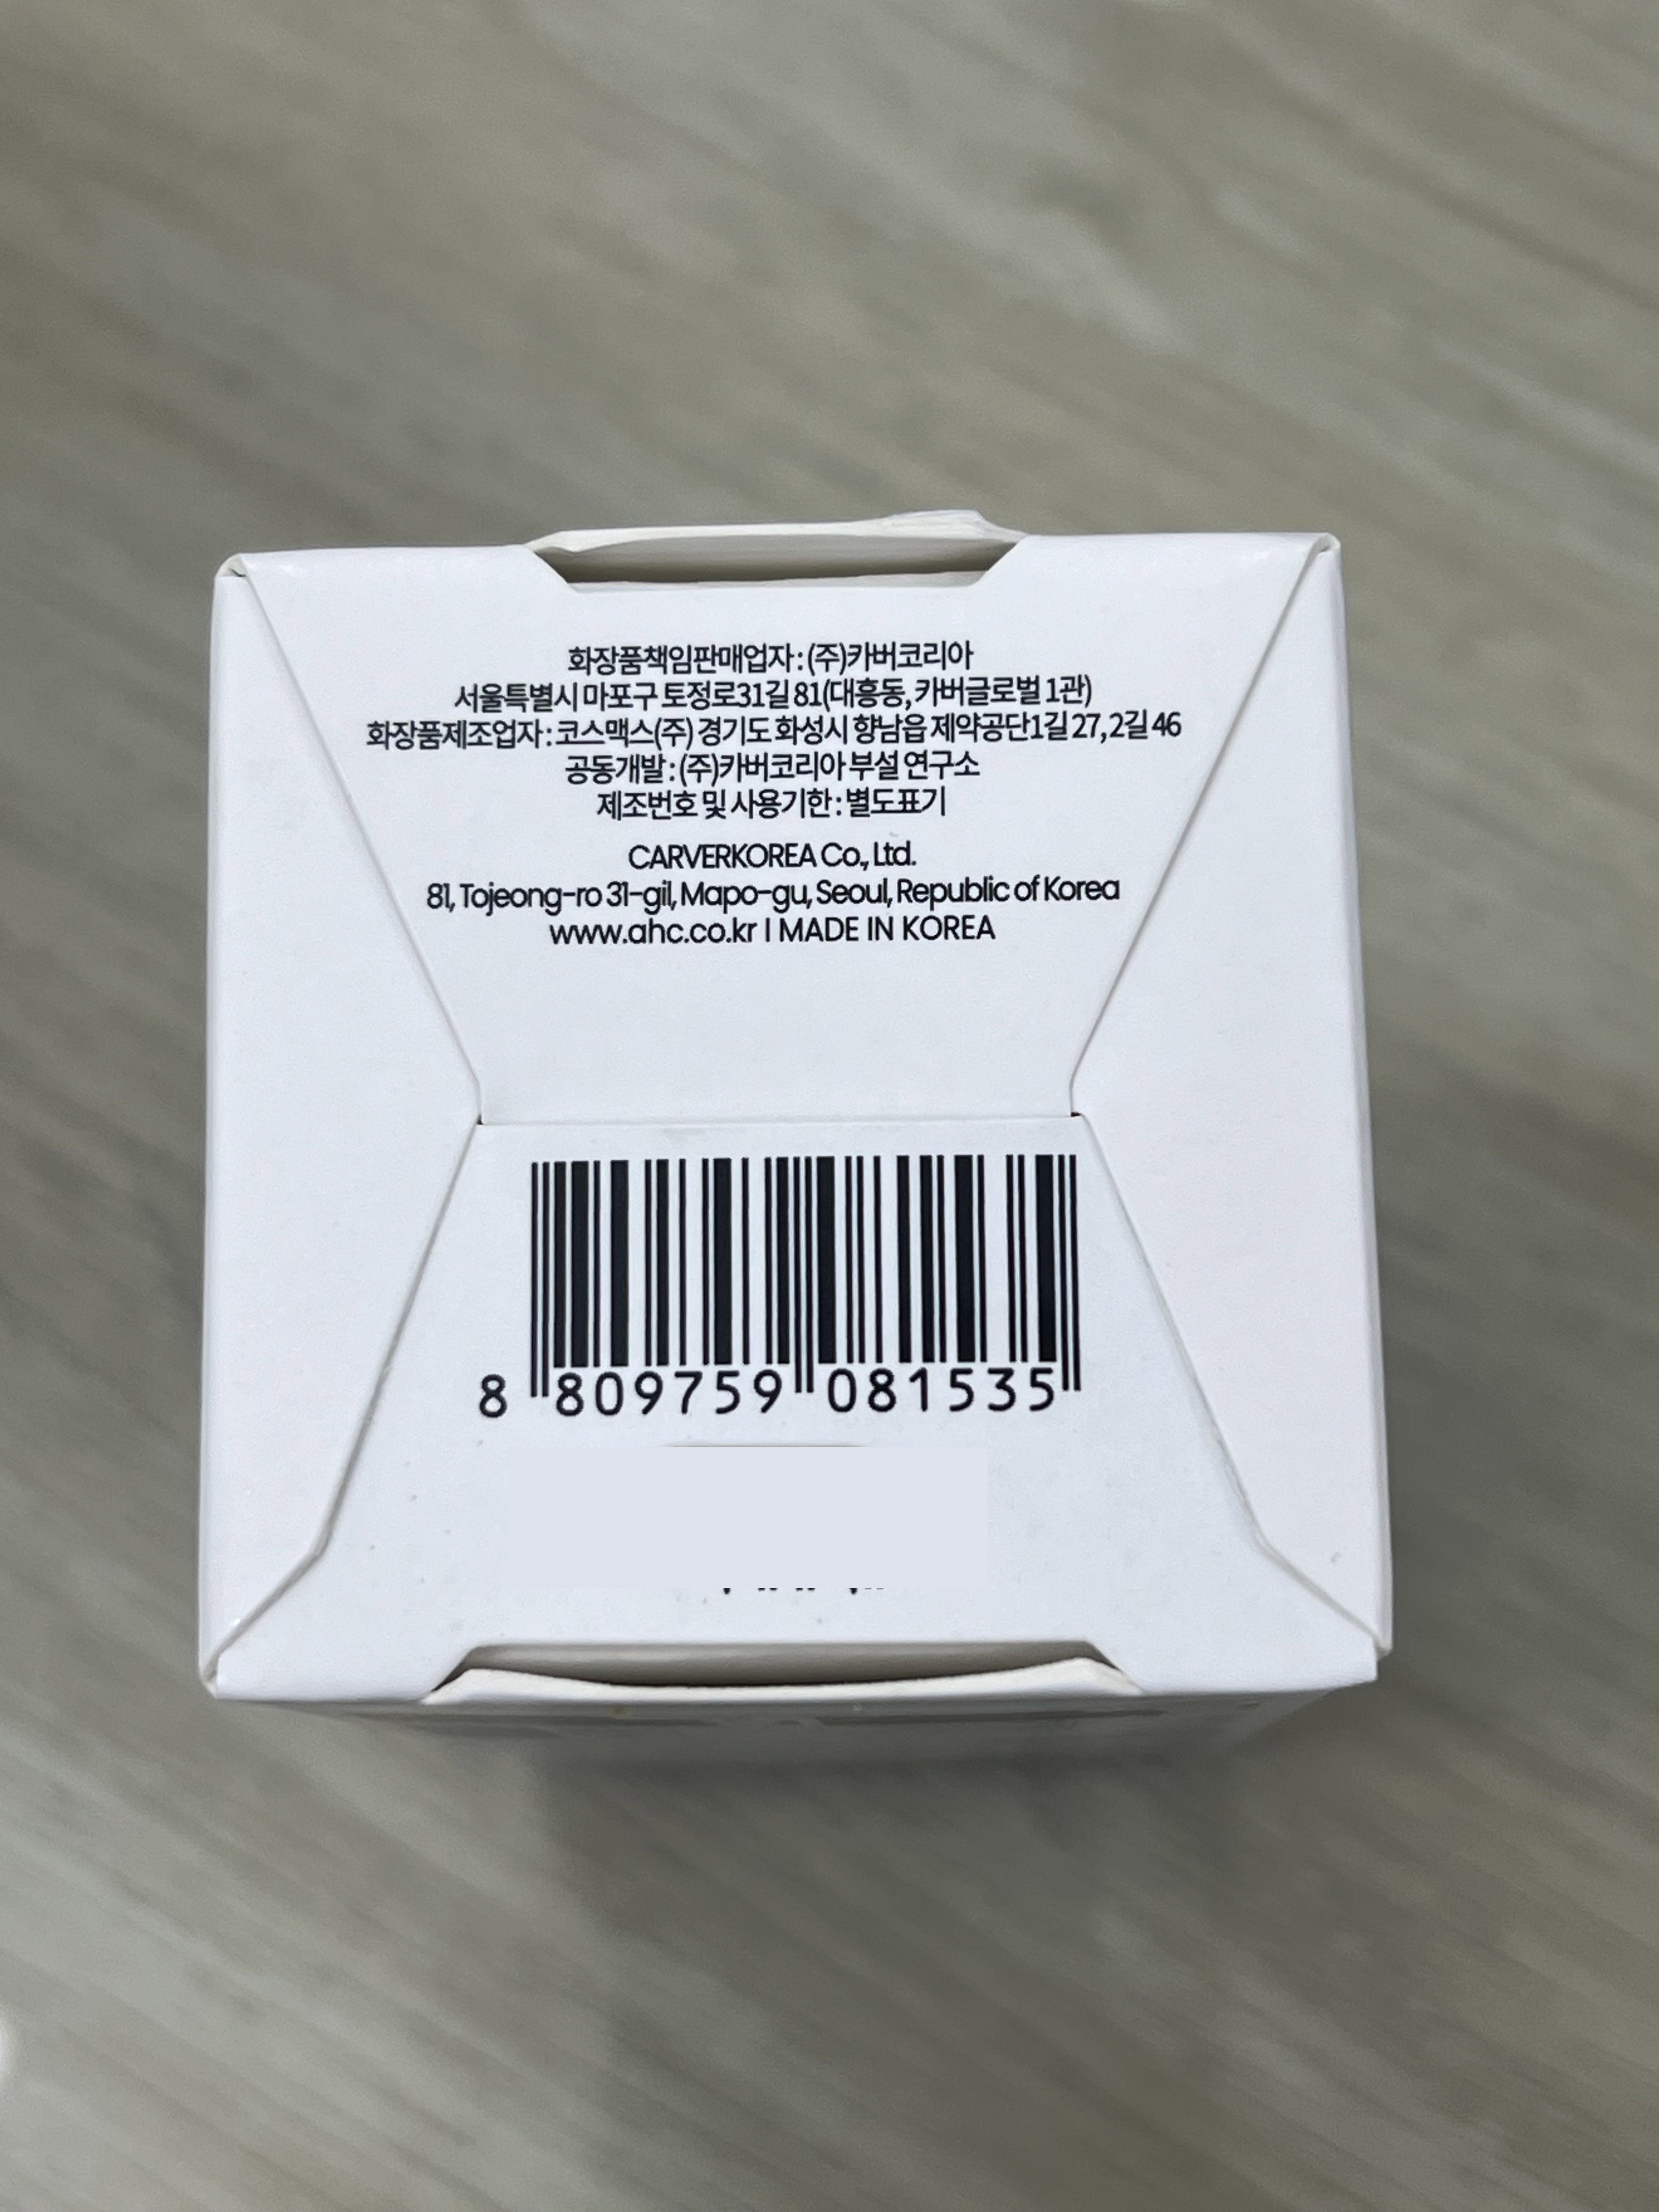 화장품책임판매업자 : (주)카버코리아
서울특별시 마포구 토정로31길 81(대흥동, 카버글로벌 1관)
화장품제조업자 : 코스맥스(주) 경기도 화성시 향남읍 제약공단1길 27, 2길 46
공동개발 : (주)카버코리아 부설 연구소
제조번호 및 사용기한 : 별도표기
CARVERKOREA Co., Ltd.
81, Tojeong-ro 31-gil, Mapo-gu, Seoul, Republic of Korea
www.ahc.co.kr I MADE IN KOREA
8 809759 081535